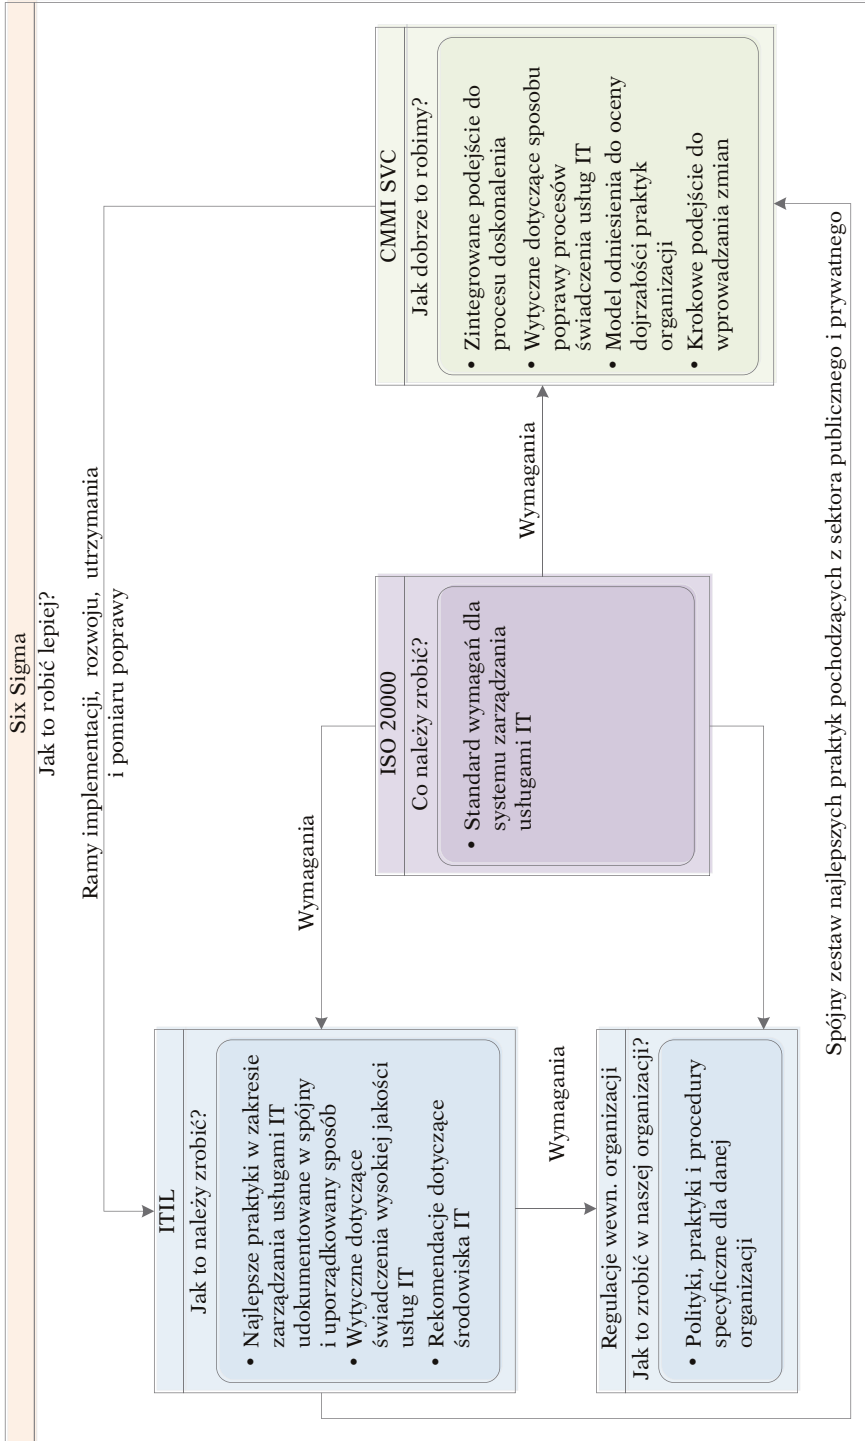 Six Sigma
Jak to robić lepiej?
Ramy implementacji, rozwoju, utrzymania
i pomiaru poprawy
ITIL
Jak to należy zrobić?
• Najlepsze praktyki w zakresie
zarządzania usługami IT
udokumentowane w spójny
i uporządkowany sposób
• Wytyczne dotyczące
świadczenia wysokiej jakości
usług IT
• Rekomendacje dotyczące
środowiska IT
Wymagania
ISO 20000
Co należy zrobić?
• Standard wymagań dla
systemu zarządzania
usługami IT
Wymagania
CMMI SVC
Jak dobrze to robimy?
• Zintegrowane podejście do
procesu doskonalenia
• Wytyczne dotyczące sposobu
poprawy procesów
świadczenia usług IT
• Model odniesienia do oceny
dojrzałości praktyk
organizacji
• Krokowe podejście do
wprowadzania zmian
Wymagania
Regulacje wewn. organizacji
Jak to zrobić w naszej organizacji?
• Polityki, praktyki i procedury
specyficzne dla danej
organizacji
Spójny zestaw najlepszych praktyk pochodzących z sektora publicznego i prywatnego